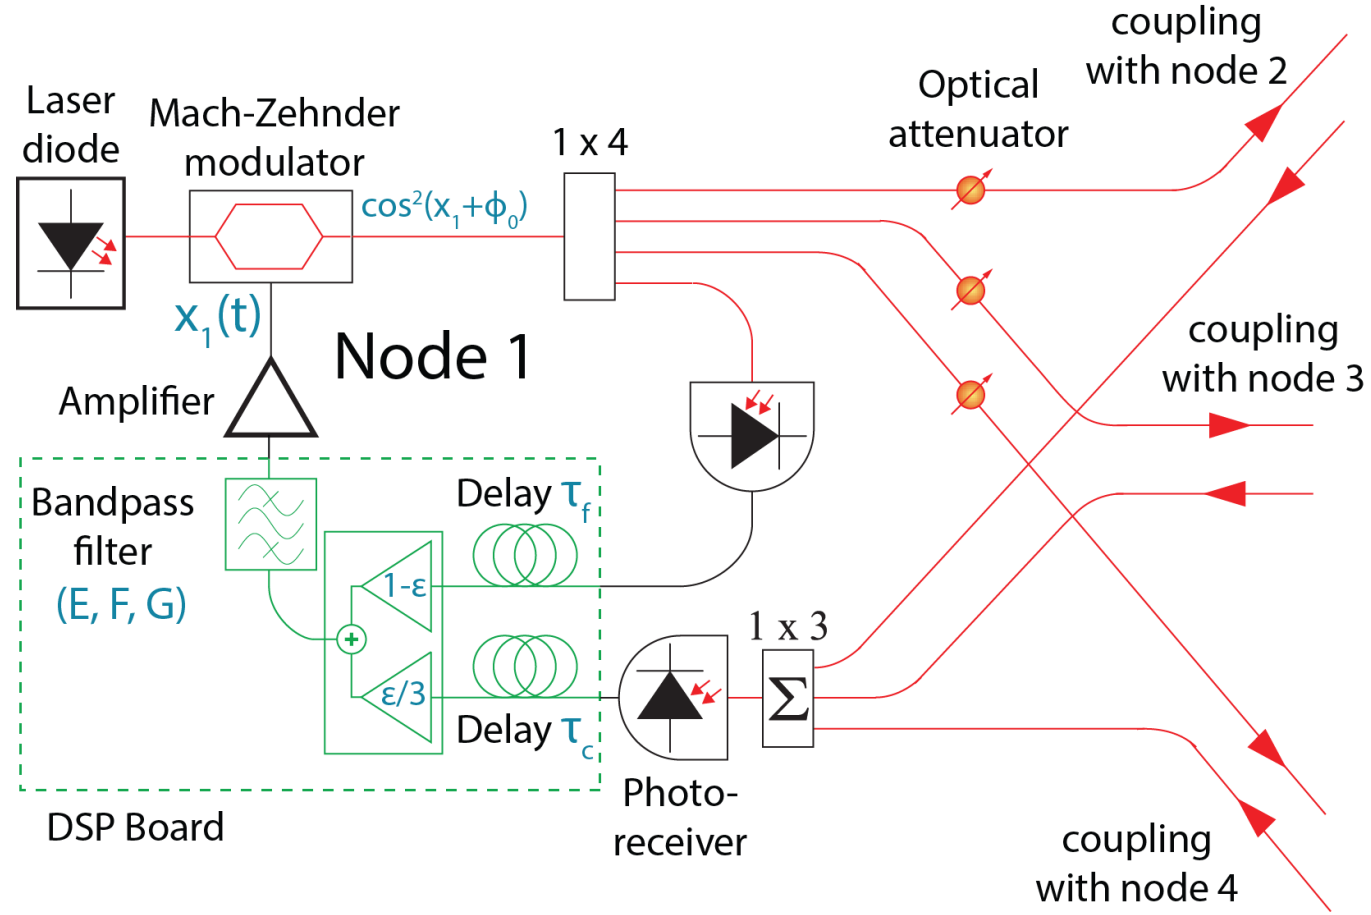 coupling
with node 2
Optical
attenuator
Laser
diode
Mach-Zehnder
modulator
1 x 4
cos²(x₁+ϕ₀)
x₁(t)
Node 1
coupling
with node 3
Amplifier
Bandpass
filter
(E, F, G)
Delay τ_f
1-ε
+
ε/3
Delay τ_c
1 x 3
Σ
Photo-
receiver
DSP Board
coupling
with node 4